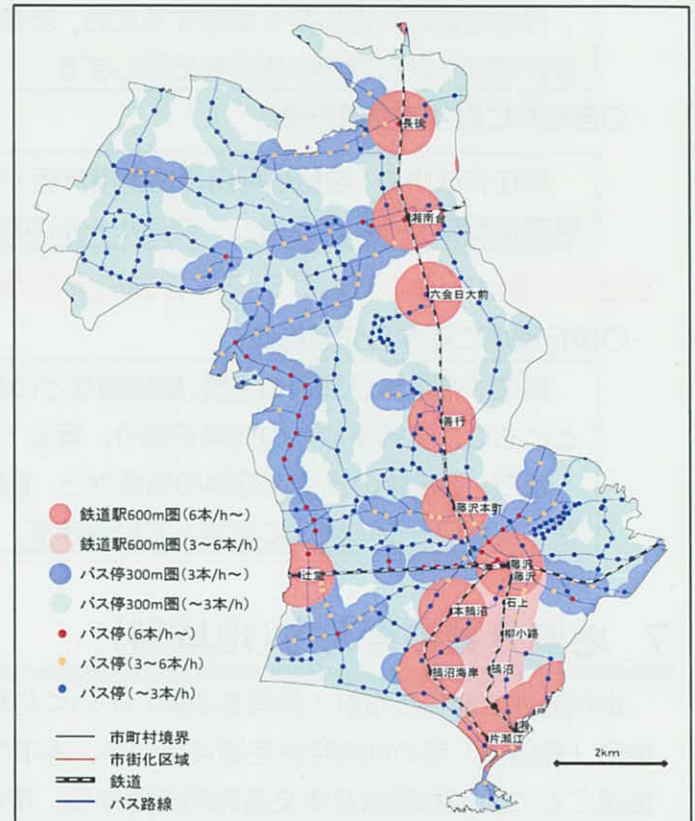 長後
湘南台
六会日大前
善行
藤沢本町
藤沢
藤沢
辻堂
石上
本鵠沼
柳小路
鵠沼海岸
鵠沼
片瀬江
鉄道駅600m圏(6本/h～)
鉄道駅600m圏(3～6本/h)
バス停300m圏(3本/h～)
バス停300m圏(～3本/h)
バス停(6本/h～)
バス停(3～6本/h)
バス停(～3本/h)
市町村境界
市街化区域
鉄道
バス路線
2km